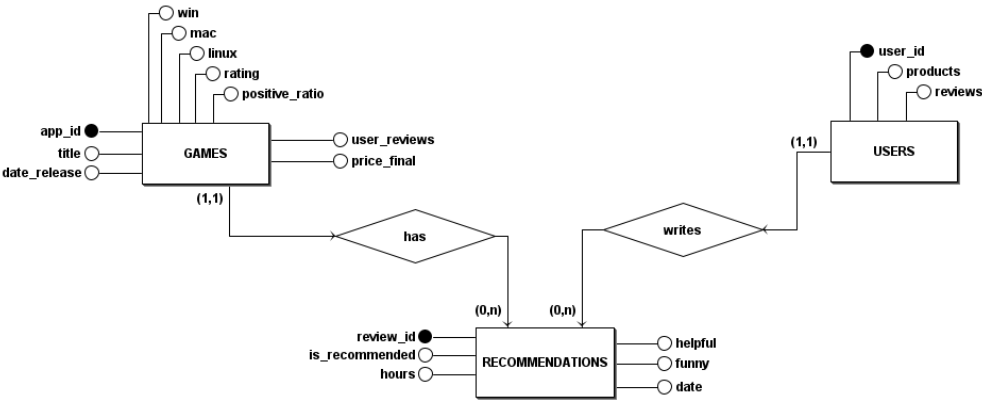 win
mac
linux
rating
positive_ratio
app_id
title
date_release
GAMES
user_reviews
price_final
(1,1)
user_id
products
reviews
USERS
(1,1)
has
writes
(0,n)
(0,n)
review_id
is_recommended
hours
RECOMMENDATIONS
helpful
funny
date